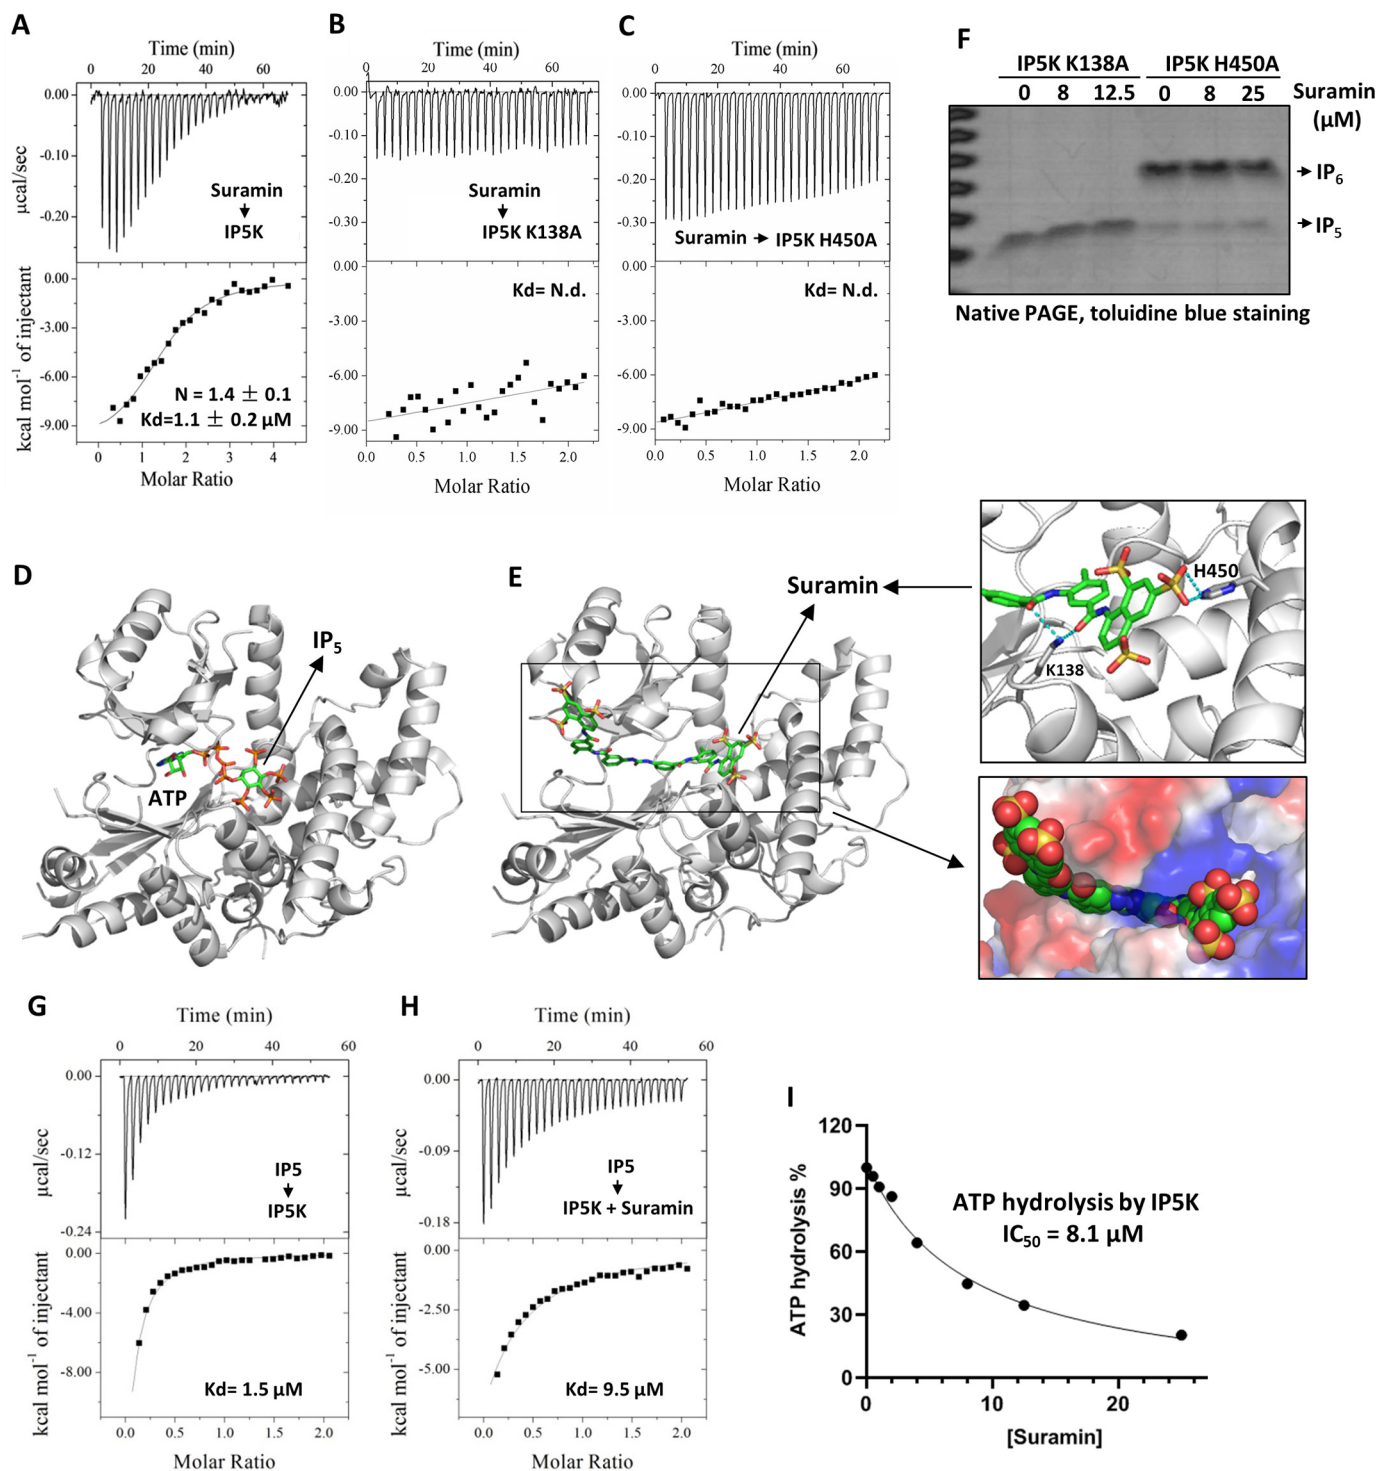 A
Time (min)
0 20 40 60
0.00
-0.10
-0.20
µcal/sec
Suramin
IP5K
0.00
-3.00
-6.00
-9.00
kcal mol⁻¹ of injectant
N = 1.4 ± 0.1
Kd=1.1 ± 0.2 µM
0 1 2 3 4
Molar Ratio
B
Time (min)
0 20 40 60
0.00
-0.10
-0.20
-0.30
Suramin
IP5K K138A
0.00
-3.00
-6.00
-9.00
Kd= N.d.
0.0 0.5 1.0 1.5 2.0
Molar Ratio
C
Time (min)
0 20 40 60
0.00
-0.10
-0.20
-0.30
Suramin → IP5K H450A
0.00
-3.00
-6.00
-9.00
Kd= N.d.
0.0 0.5 1.0 1.5 2.0
Molar Ratio
F
IP5K K138A IP5K H450A
0 8 12.5 0 8 25 Suramin
(µM)
IP₆
IP₅
Native PAGE, toluidine blue staining
D
IP₅
ATP
E
Suramin
H450
K138
G
Time (min)
0 20 40 60
0.00
-0.12
-0.24
µcal/sec
IP5
IP5K
0.00
-4.00
-8.00
kcal mol⁻¹ of injectant
Kd= 1.5 µM
0.0 0.5 1.0 1.5 2.0
Molar Ratio
H
Time (min)
0 20 40 60
0.00
-0.09
-0.18
µcal/sec
IP5
IP5K + Suramin
0.00
-2.50
-5.00
kcal mol⁻¹ of injectant
Kd= 9.5 µM
0.0 0.5 1.0 1.5 2.0
Molar Ratio
I
120
90
60
30
0
ATP hydrolysis %
ATP hydrolysis by IP5K
IC₅₀ = 8.1 µM
0 10 20
[Suramin]